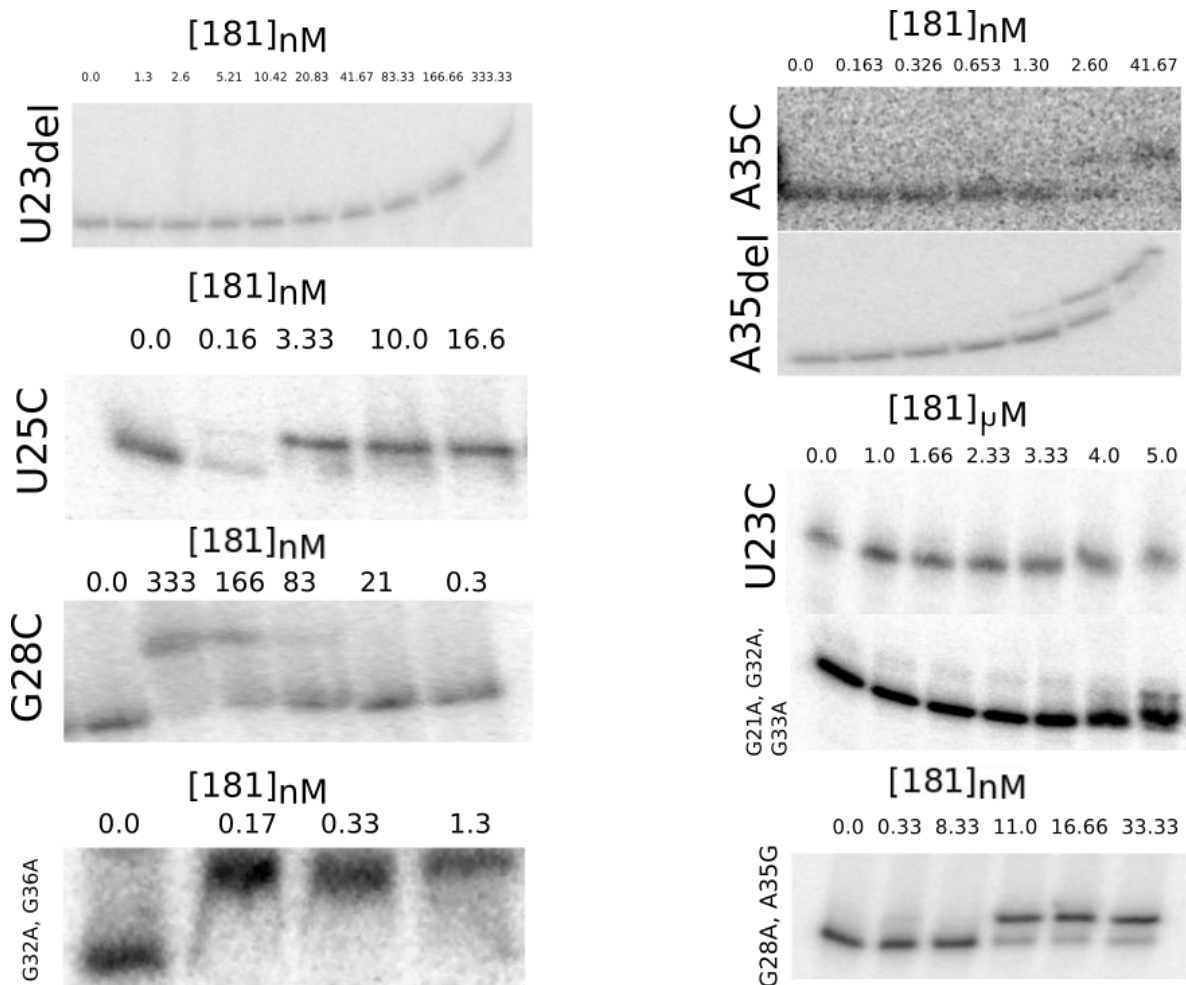 [181]nM
0.0 1.3 2.6 5.21 10.42 20.83 41.67 83.33 166.66 333.33
U23del
[181]nM
0.0 0.16 3.33 10.0 16.6
U25C
[181]nM
0.0 333 166 83 21 0.3
G28C
[181]nM
0.0 0.17 0.33 1.3
G32A, G36A
[181]nM
0.0 0.163 0.326 0.653 1.30 2.60 41.67
A35C
A35del
[181]μM
0.0 1.0 1.66 2.33 3.33 4.0 5.0
U23C
G21A, G32A,
G33A
[181]nM
0.0 0.33 8.33 11.0 16.66 33.33
G28A, A35G